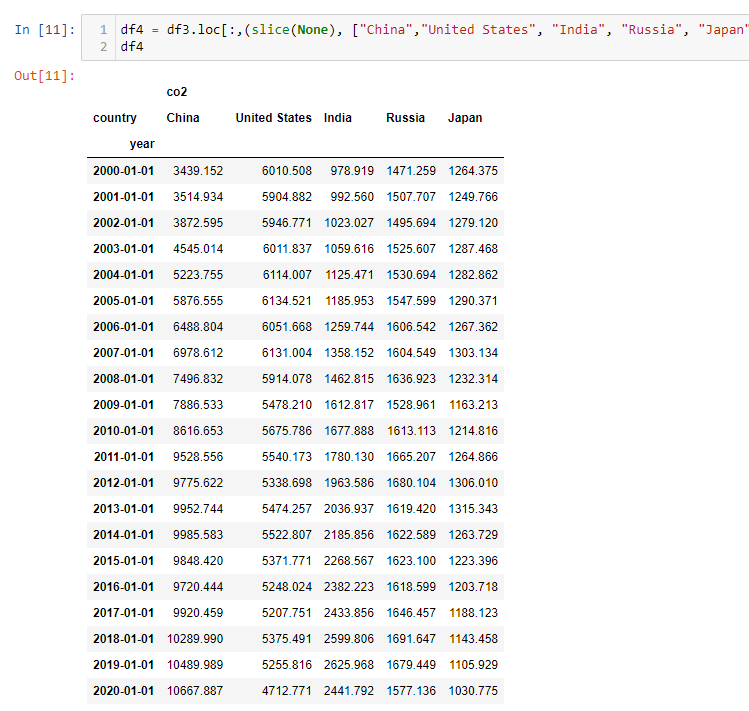 In [11]: 1 df4 = df3.loc[:,(slice(None), ["China","United States", "India", "Russia", "Japan"
2 df4
Out[11]:
co2
country China United States India Russia Japan
year
2000-01-01 3439.152 6010.508 978.919 1471.259 1264.375
2001-01-01 3514.934 5904.882 992.560 1507.707 1249.766
2002-01-01 3872.595 5946.771 1023.027 1495.694 1279.120
2003-01-01 4545.014 6011.837 1059.616 1525.607 1287.468
2004-01-01 5223.755 6114.007 1125.471 1530.694 1282.862
2005-01-01 5876.555 6134.521 1185.953 1547.599 1290.371
2006-01-01 6488.804 6051.668 1259.744 1606.542 1267.362
2007-01-01 6978.612 6131.004 1358.152 1604.549 1303.134
2008-01-01 7496.832 5914.078 1462.815 1636.923 1232.314
2009-01-01 7886.533 5478.210 1612.817 1528.961 1163.213
2010-01-01 8616.653 5675.786 1677.888 1613.113 1214.816
2011-01-01 9528.556 5540.173 1780.130 1665.207 1264.866
2012-01-01 9775.622 5338.698 1963.586 1680.104 1306.010
2013-01-01 9952.744 5474.257 2036.937 1619.420 1315.343
2014-01-01 9985.583 5522.807 2185.856 1622.589 1263.729
2015-01-01 9848.420 5371.771 2268.567 1623.100 1223.396
2016-01-01 9720.444 5248.024 2382.223 1618.599 1203.718
2017-01-01 9920.459 5207.751 2433.856 1646.457 1188.123
2018-01-01 10289.990 5375.491 2599.806 1691.647 1143.458
2019-01-01 10489.989 5255.816 2625.968 1679.449 1105.929
2020-01-01 10667.887 4712.771 2441.792 1577.136 1030.775